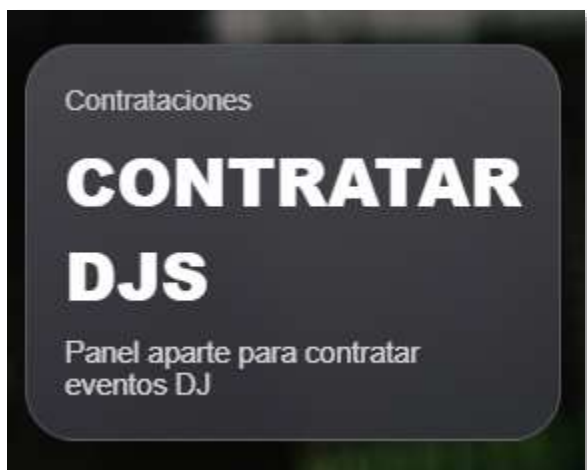 Contrataciones
CONTRATAR
DJS
Panel aparte para contratar
eventos DJ